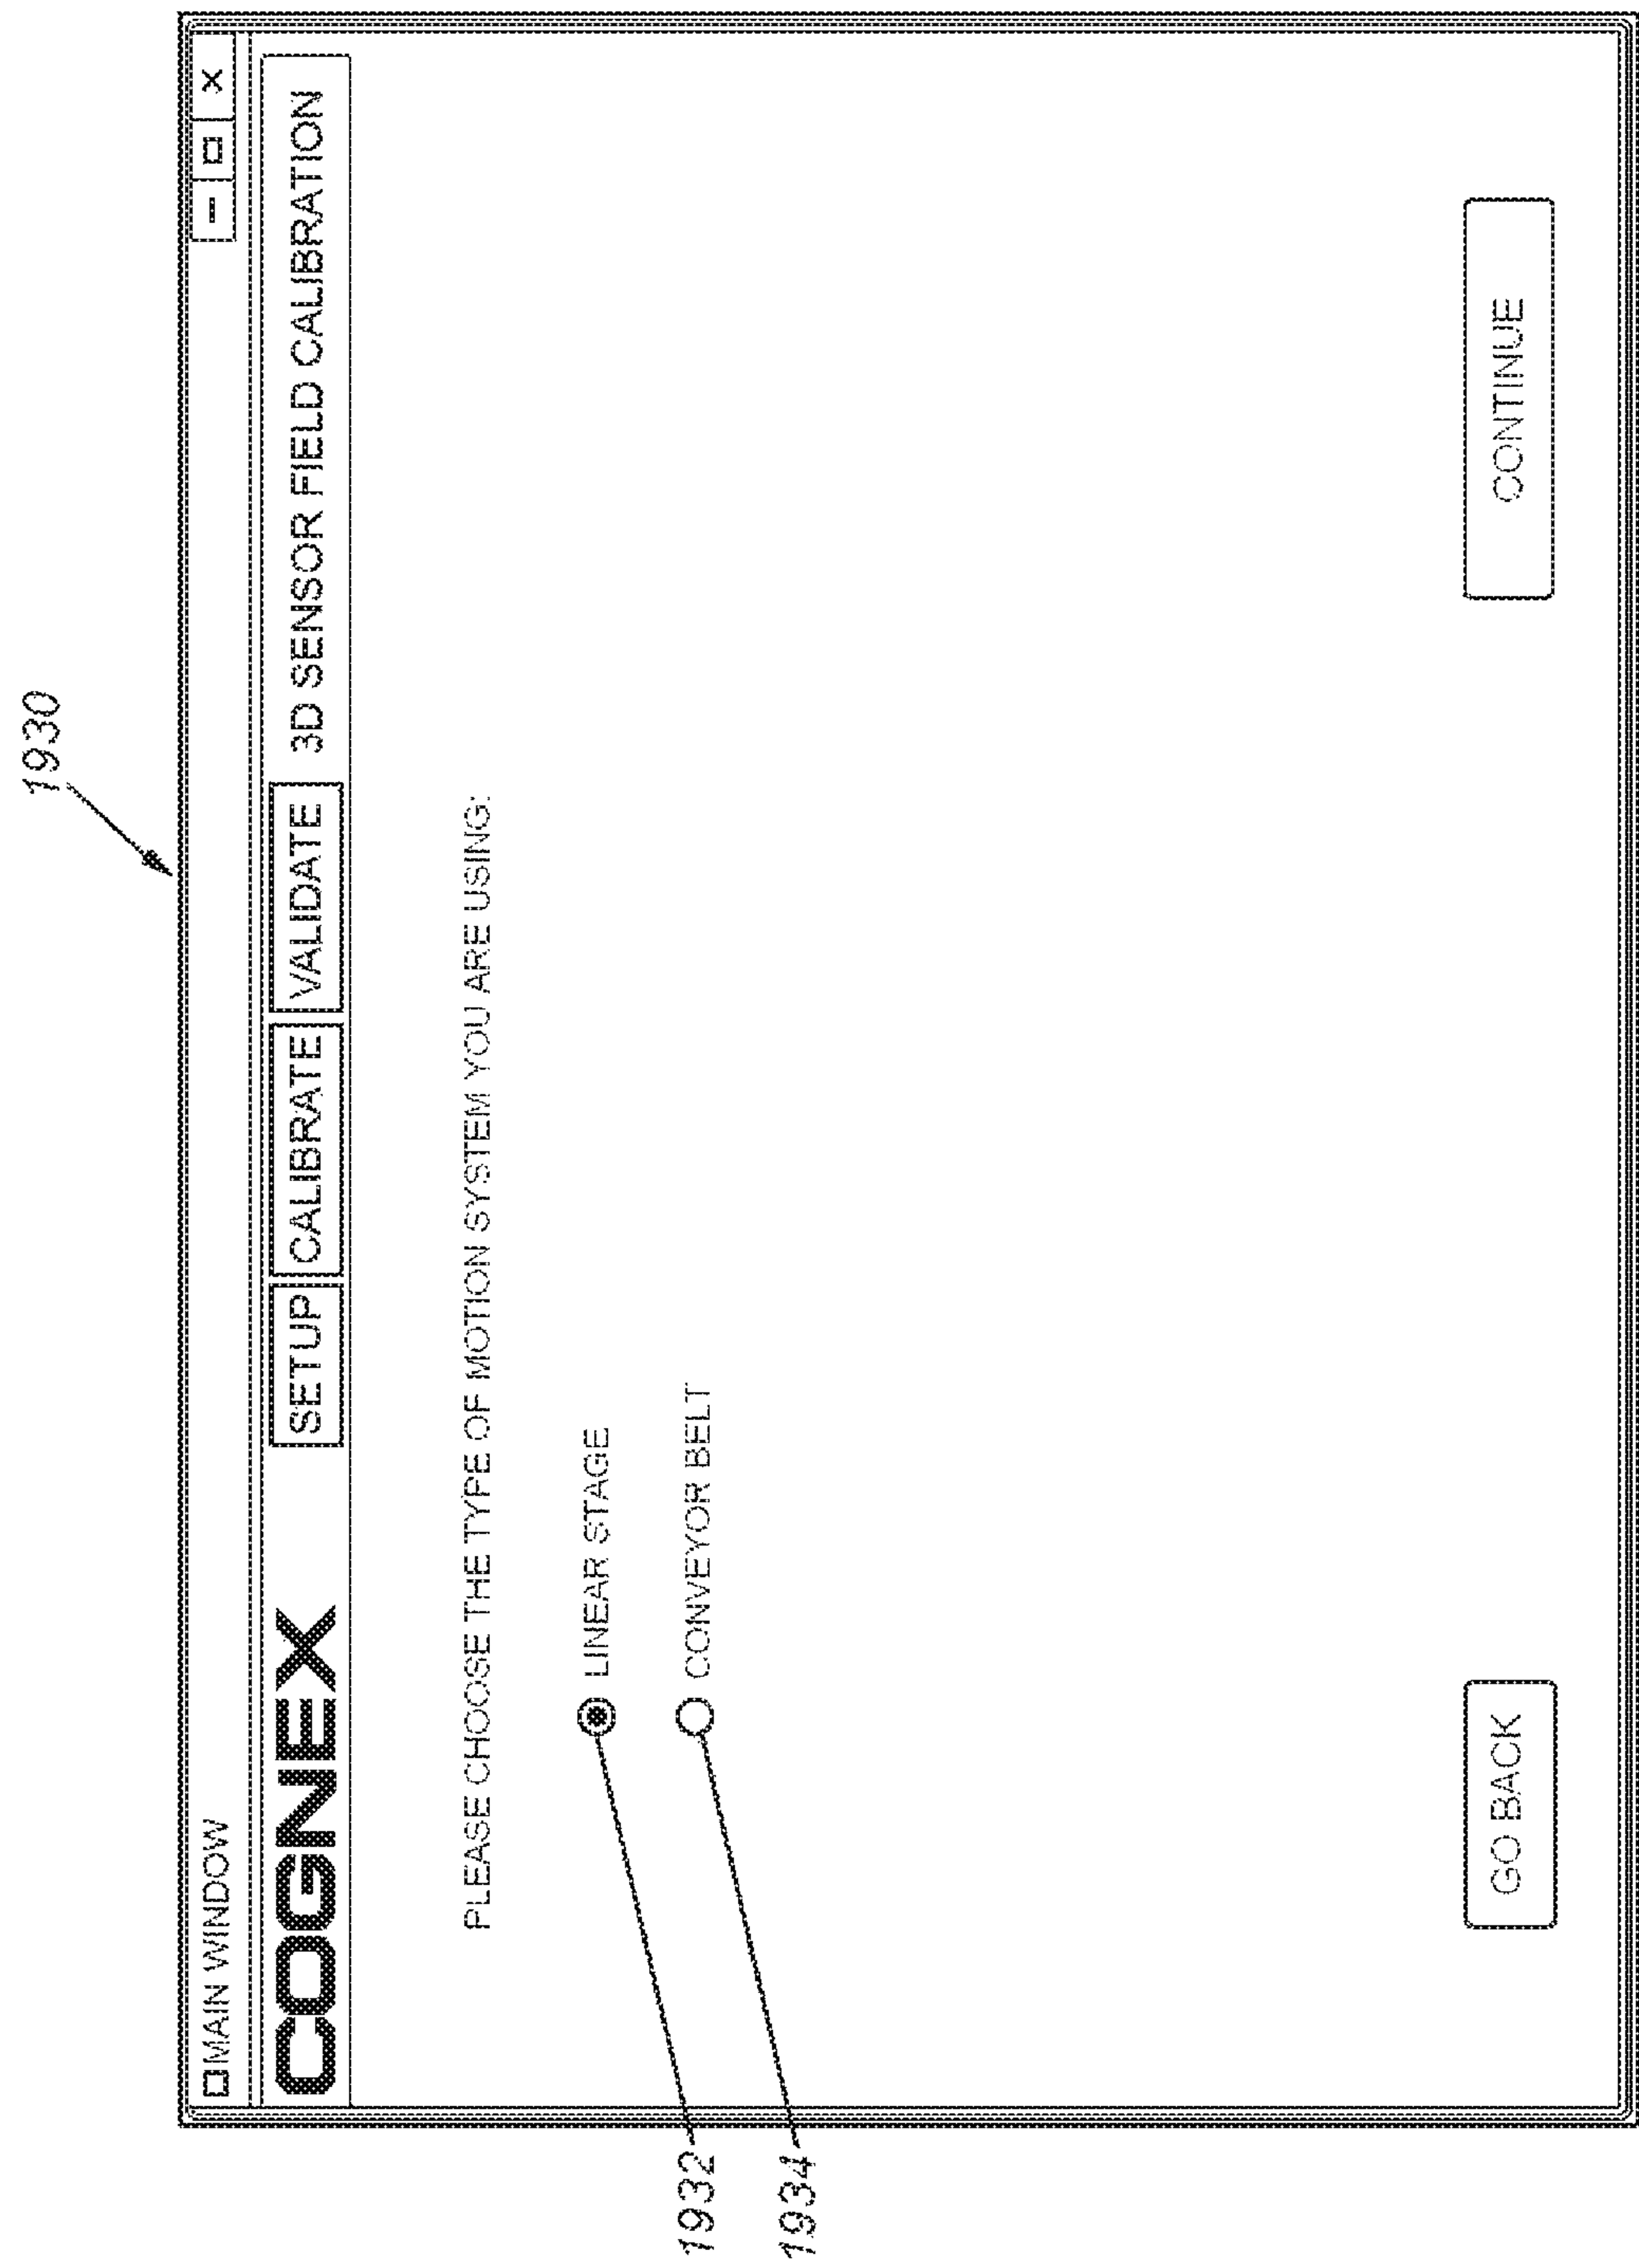 1930
MAIN WINDOW
COGNEX SETUP CALIBRATE VALIDATE 3D SENSOR FIELD CALIBRATION
PLEASE CHOOSE THE TYPE OF MOTION SYSTEM YOU ARE USING:
LINEAR STAGE
1932
CONVEYOR BELT
1934
GO BACK CONTINUE